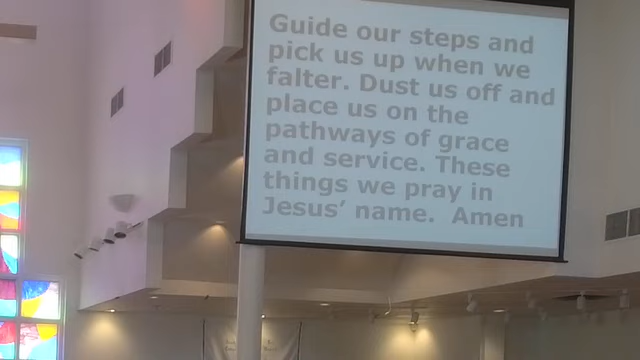 Guide our steps and
pick us up when we
falter. Dust us off and
place us on the
pathways of grace
and service. These
things we pray in
Jesus’ name.  Amen